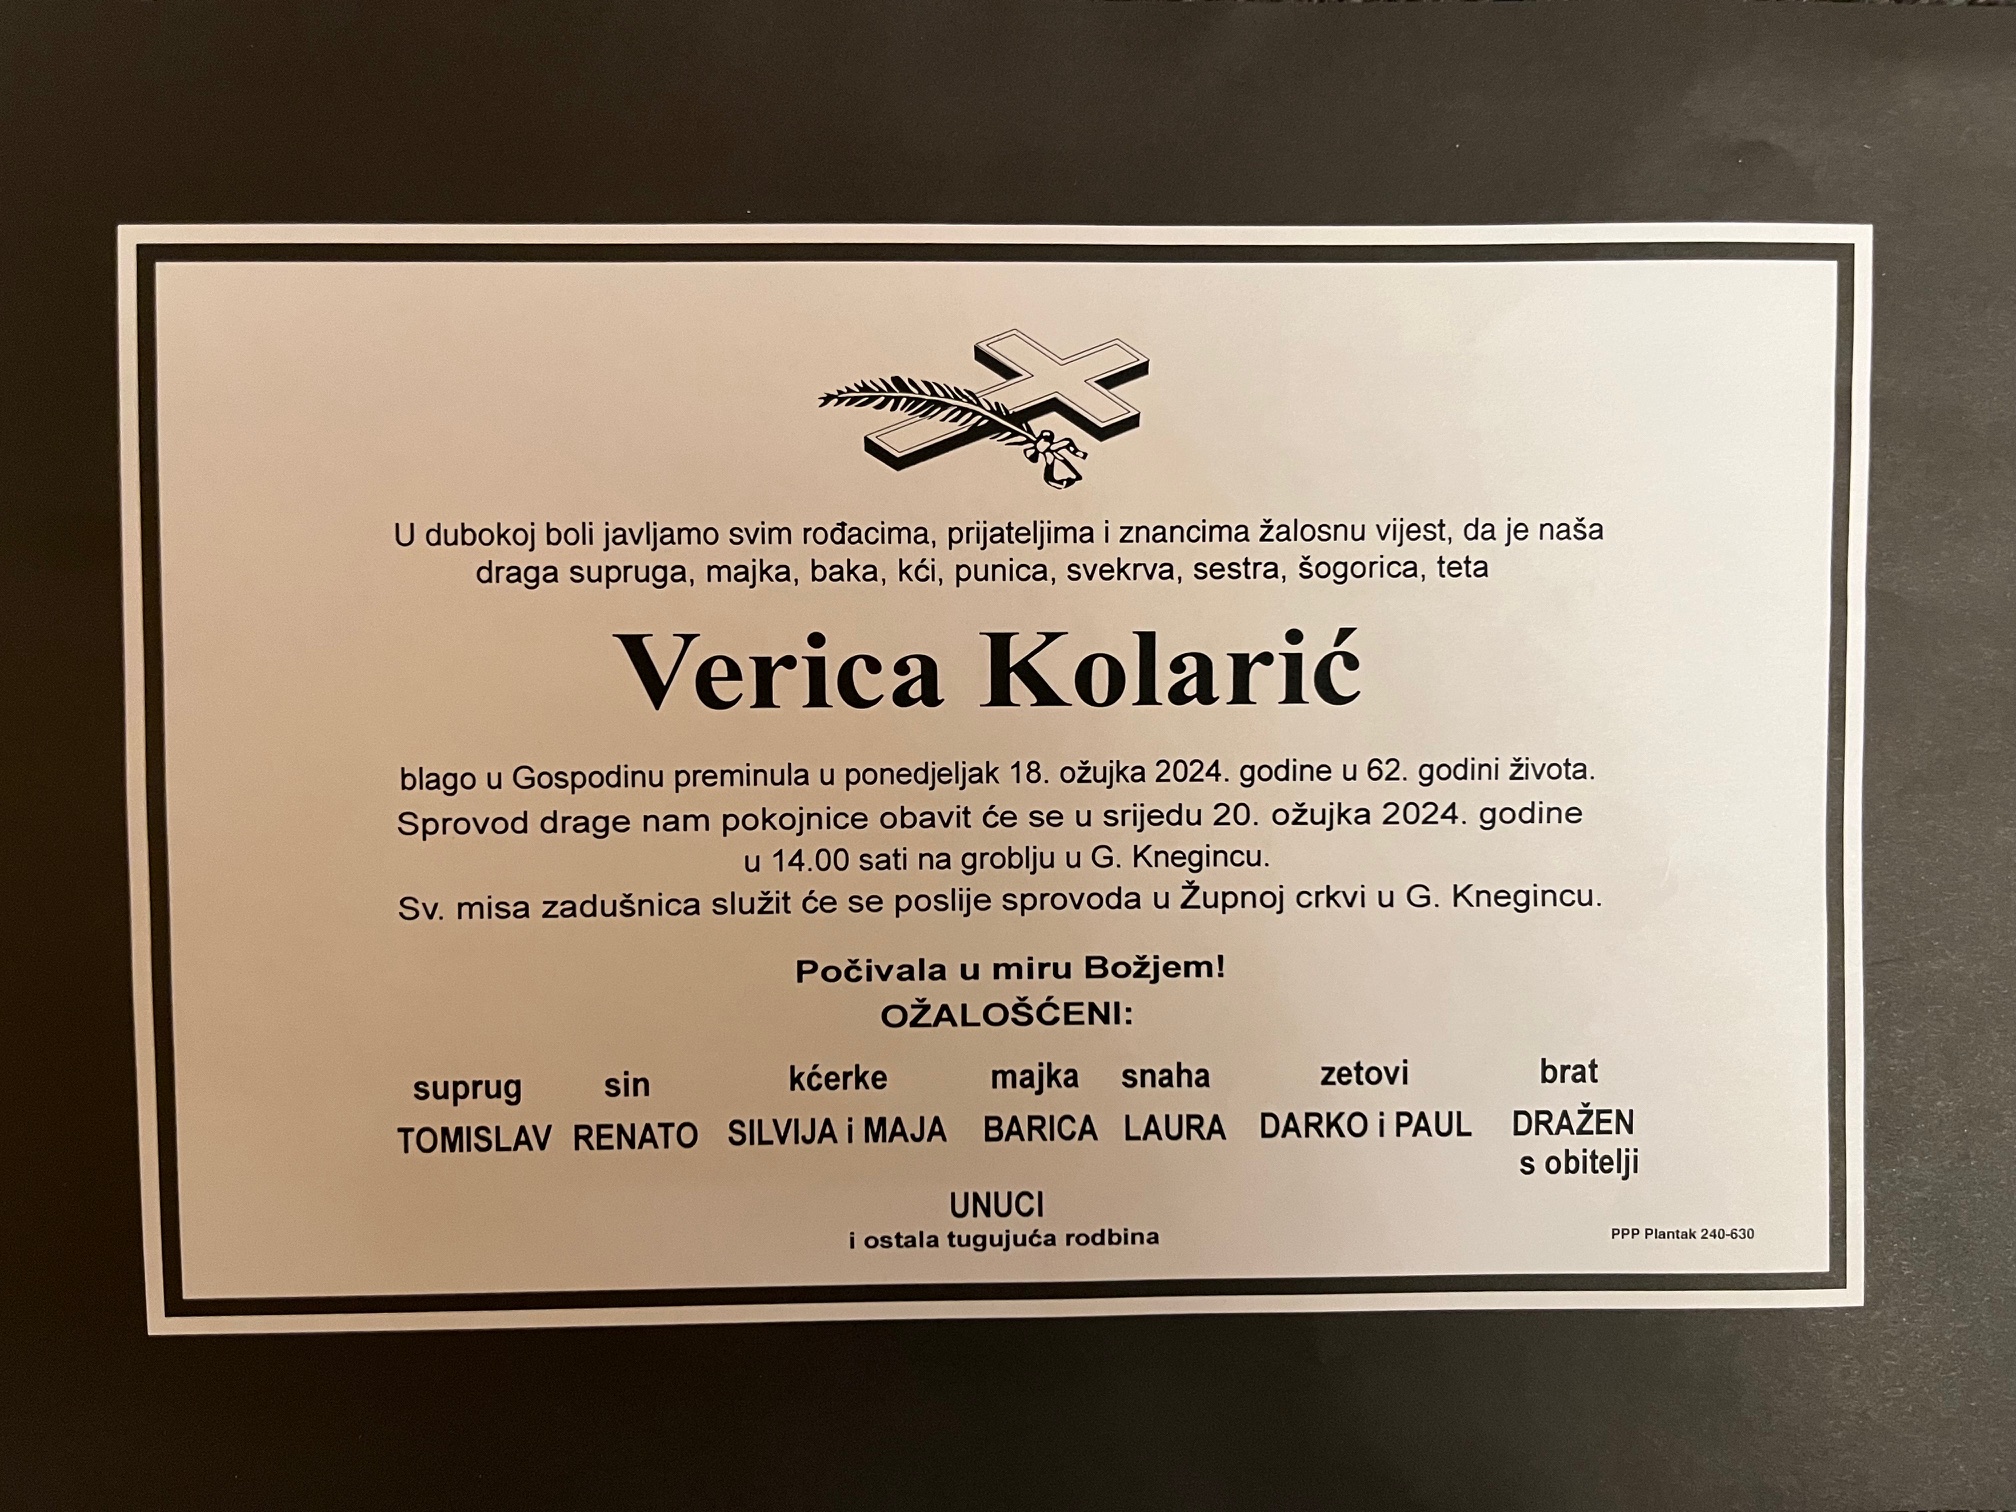 U dubokoj boli javljamo svim rođacima, prijateljima i znancima žalosnu vijest, da je naša
draga supruga, majka, baka, kći, punica, svekrva, sestra, šogorica, teta
Verica Kolarić
blago u Gospodinu preminula u ponedjeljak 18. ožujka 2024. godine u 62. godini života.
Sprovod drage nam pokojnice obavit će se u srijedu 20. ožujka 2024. godine
u 14.00 sati na groblju u G. Knegincu.
Sv. misa zadušnica služit će se poslije sprovoda u Župnoj crkvi u G. Knegincu.
Počivala u miru Božjem!
OŽALOŠĆENI:
suprug sin kćerke majka snaha zetovi brat
TOMISLAV RENATO SILVIJA i MAJA BARICA LAURA DARKO i PAUL DRAŽEN
s obitelji
UNUCI
i ostala tugujuća rodbina
PPP Plantak 240-630